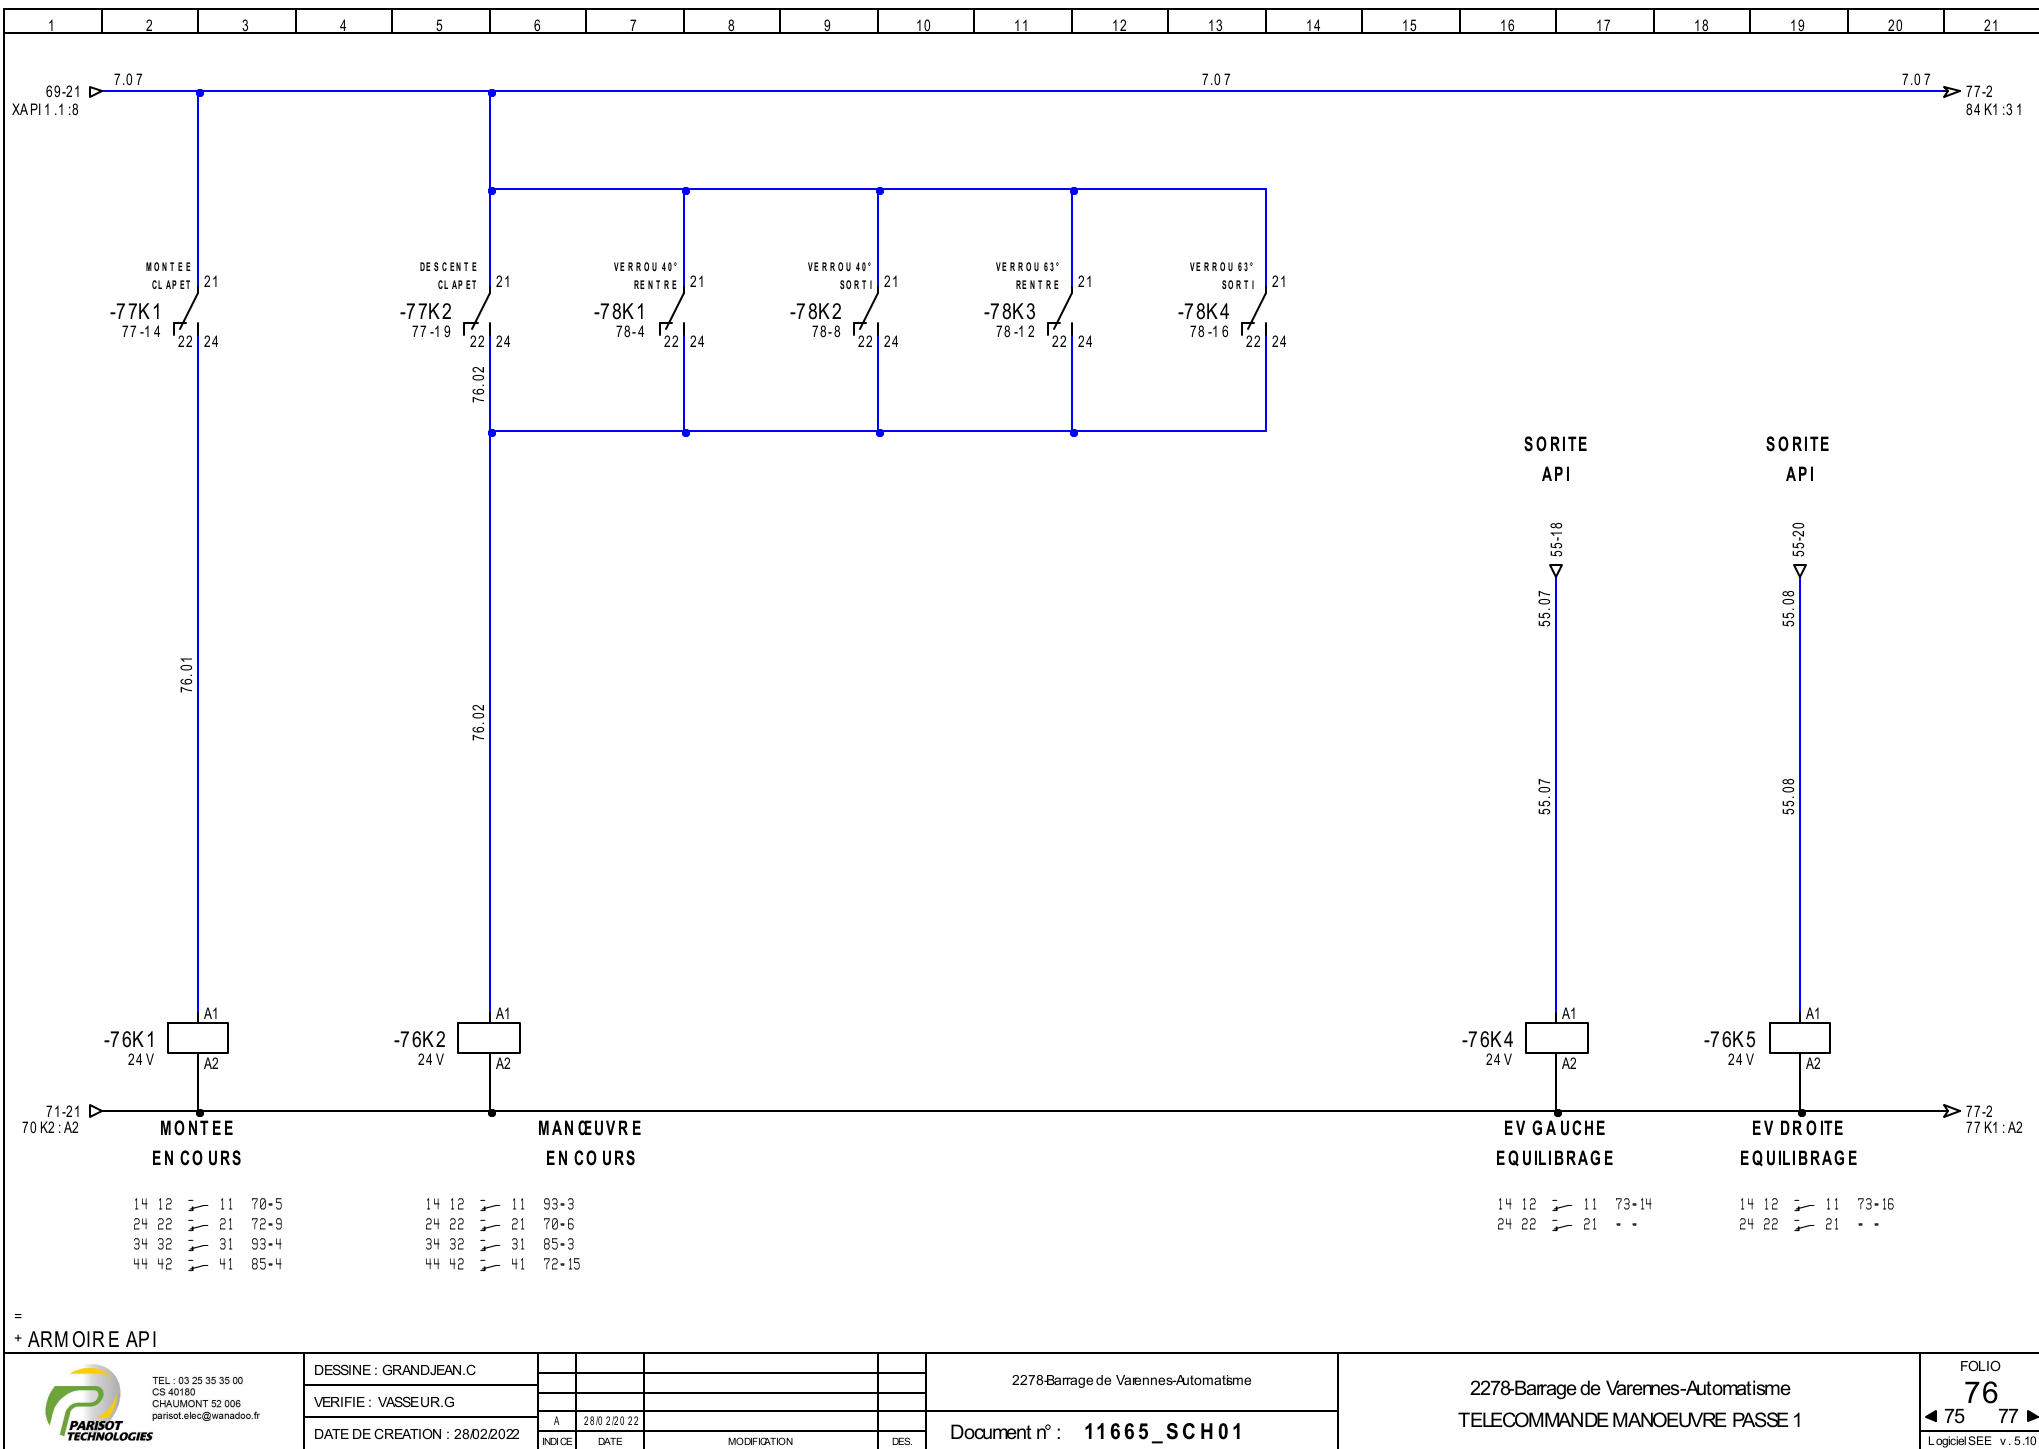 1 2 3 4 5 6 7 8 9 10 11 12 13 14 15 16 17 18 19 20 21
7.07 7.07 7.07
69-21 77-2
XAPI1.1:8 84K1:31
MONTEE DESCENTE VERROU 40° VERROU 40° VERROU 63° VERROU 63°
CLAPET 21 CLAPET 21 RENTRE 21 SORTI 21 RENTRE 21 SORTI 21
-77K1 -77K2 -78K1 -78K2 -78K3 -78K4
77-14 77-19 78-4 78-8 78-12 78-16
22 24 22 24 22 24 22 24 22 24 22 24
76.02
SORITE SORITE
API API
55-18 55-20
55.07 55.08
76.01
76.02
55.07 55.08
A1 A1 A1 A1
-76K1 -76K2 -76K4 -76K5
24V 24V 24V 24V
A2 A2 A2 A2
71-21 77-2
70K2:A2 77K1:A2
MONTEE MANŒUVRE EV GAUCHE EV DROITE
EN COURS EN COURS EQUILIBRAGE EQUILIBRAGE
14 12 11 70-5 14 12 11 93-3 14 12 11 73-14 14 12 11 73-16
24 22 21 72-9 24 22 21 70-6 24 22 21 - - 24 22 21 - -
34 32 31 93-4 34 32 31 85-3
44 42 41 85-4 44 42 41 72-15
=
+ ARMOIRE API
PARISOT
TECHNOLOGIES
TEL : 03 25 35 35 00
CS 40180
CHAUMONT 52 006
parisot.elec@wanadoo.fr
DESSINE : GRANDJEAN.C
VERIFIE : VASSEUR.G
DATE DE CREATION : 28/02/2022
A 28/02/2022
INDICE DATE MODIFICATION DES.
2278-Barrage de Varennes-Automatisme
Document n° : 11665_SCH01
2278-Barrage de Varennes-Automatisme
TELECOMMANDE MANOEUVRE PASSE 1
FOLIO
76
75 77
Logiciel SEE v.5.10